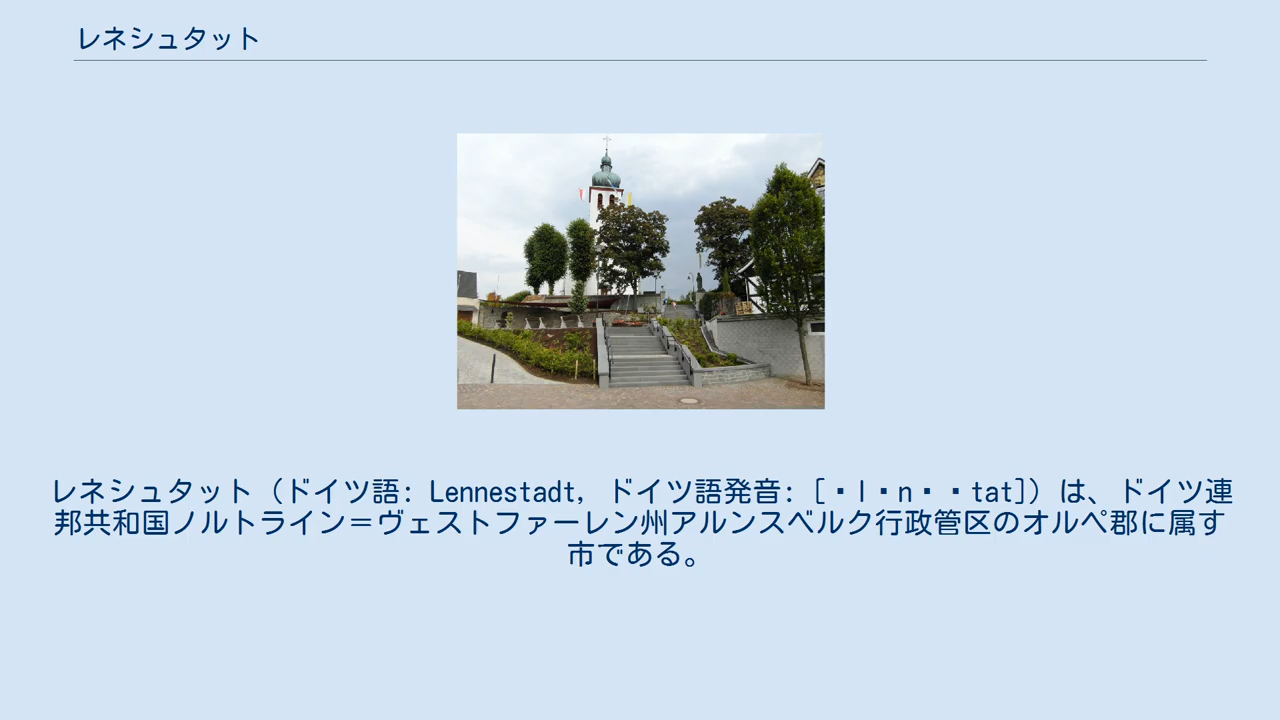 レネシュタット
レネシュタット（ドイツ語: Lennestadt, ドイツ語発音: [・l・n・・tat]）は、ドイツ連
邦共和国ノルトライン＝ヴェストファーレン州アルンスベルク行政管区のオルペ郡に属す
市である。